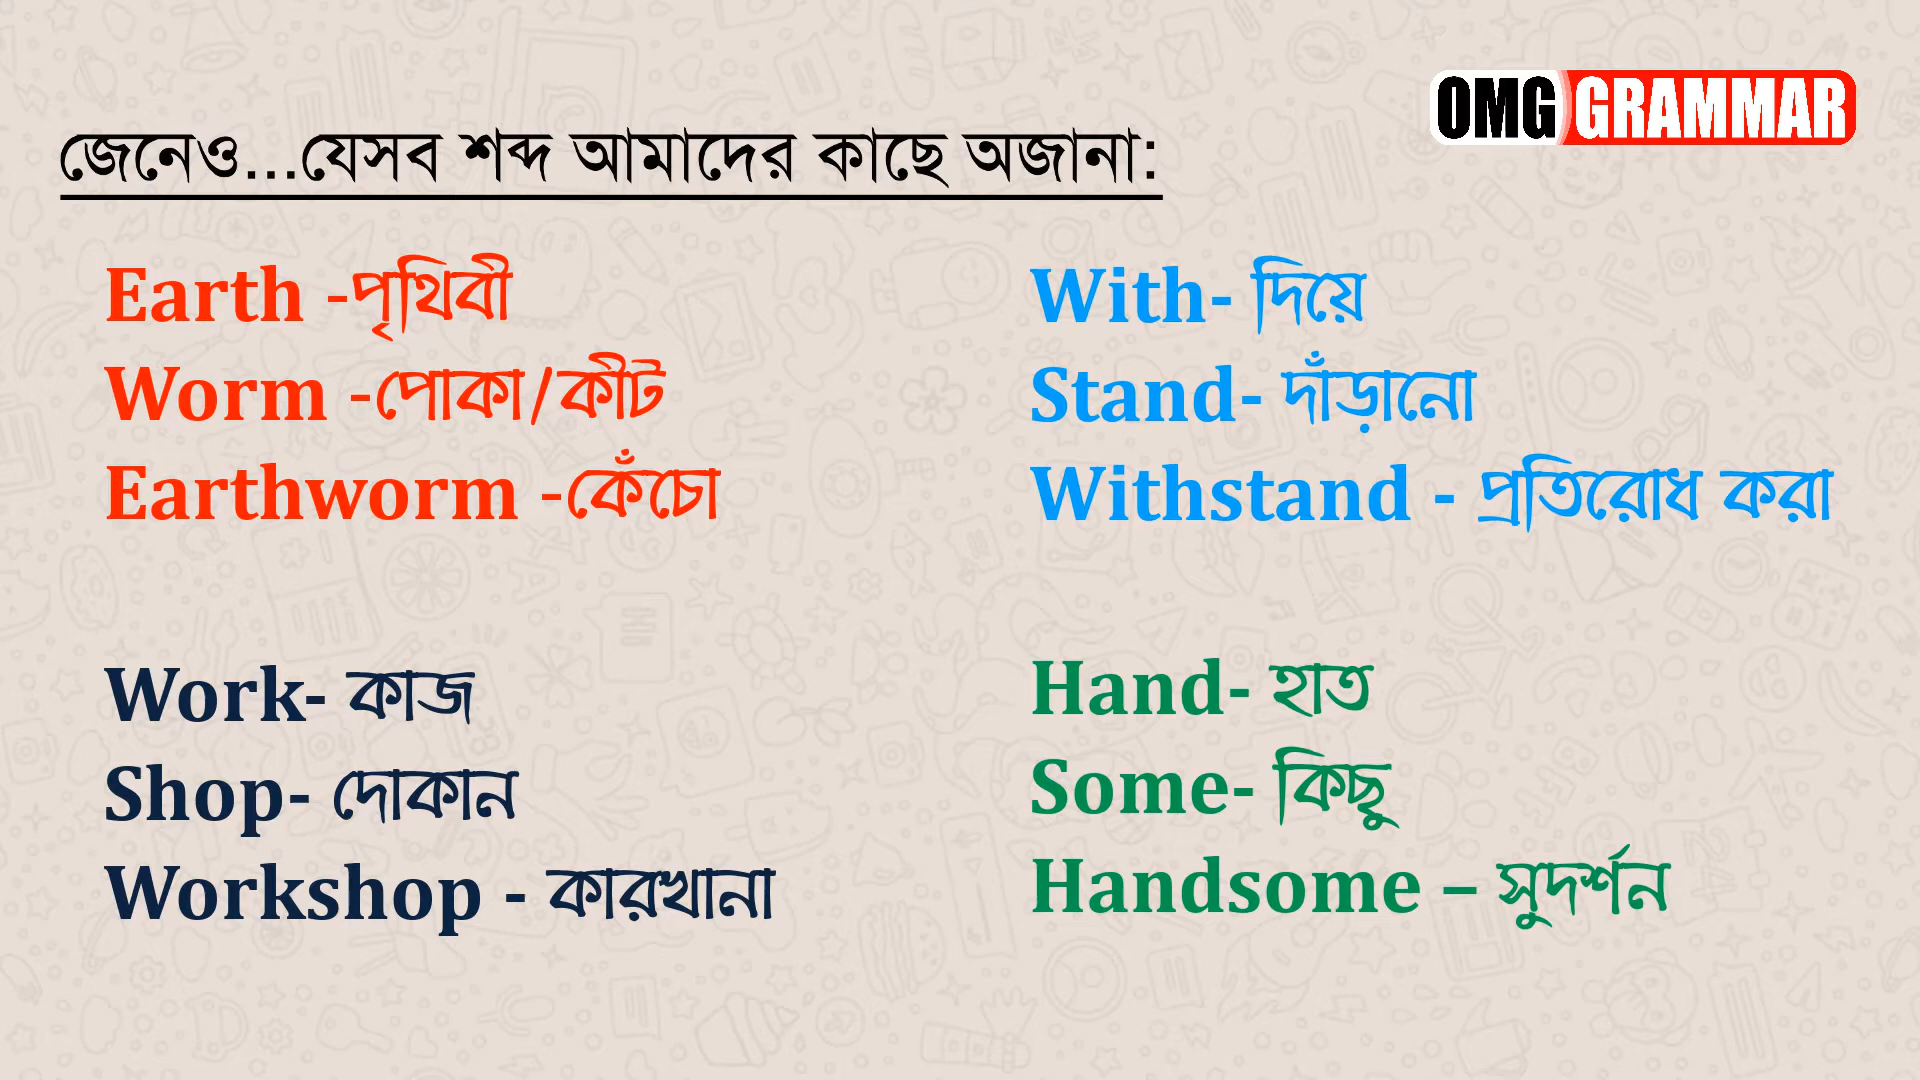 OMG GRAMMAR
জেনেও...যেসব শব্দ আমাদের কাছে অজানা:
Earth -পৃথিবী
Worm -পোকা/কীট
Earthworm -কেঁচো
With- দিয়ে
Stand- দাঁড়ানো
Withstand - প্রতিরোধ করা
Work- কাজ
Shop- দোকান
Workshop - কারখানা
Hand- হাত
Some- কিছু
Handsome – সুদর্শন